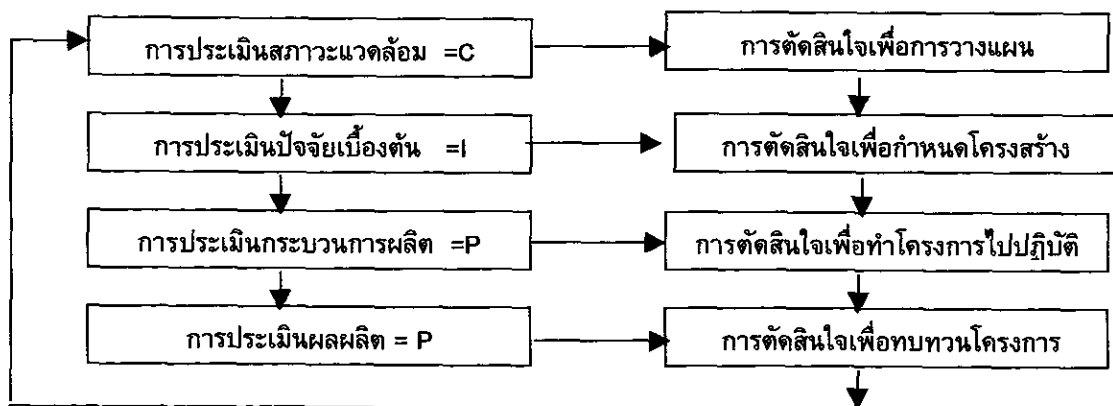 การประเมินสภาวะแวดล้อม =C
การตัดสินใจเพื่อการวางแผน
การประเมินปัจจัยเบื้องต้น =I
การตัดสินใจเพื่อกำหนดโครงสร้าง
การประเมินกระบวนการผลิต =P
การตัดสินใจเพื่อทำโครงการไปปฏิบัติ
การประเมินผลผลิต = P
การตัดสินใจเพื่อทบทวนโครงการ